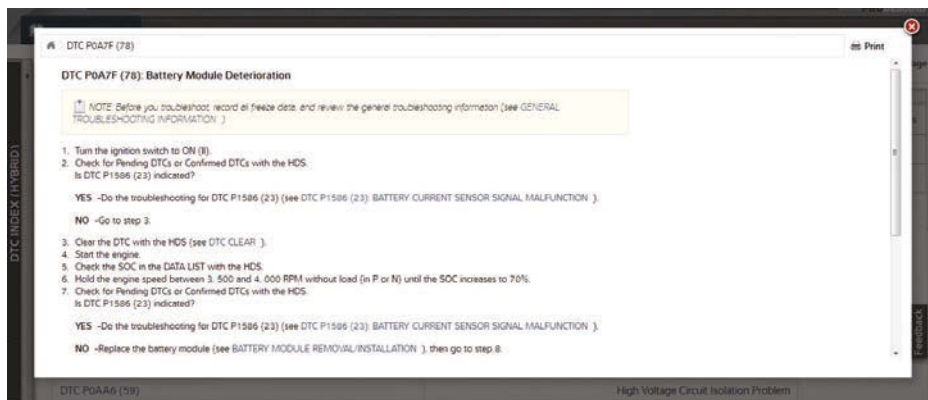 DTC P0A7F (78)
Print
DTC P0A7F (78): Battery Module Deterioration
NOTE: Before you troubleshoot, record all freeze data, and review the general troubleshooting information (see GENERAL
TROUBLESHOOTING INFORMATION )
1. Turn the ignition switch to ON (II).
2. Check for Pending DTCs or Confirmed DTCs with the HDS.
Is DTC P1586 (23) indicated?
YES -Do the troubleshooting for DTC P1586 (23) (see DTC P1586 (23): BATTERY CURRENT SENSOR SIGNAL MALFUNCTION ).
NO -Go to step 3.
3. Clear the DTC with the HDS (see DTC CLEAR ).
4. Start the engine.
5. Check the SOC in the DATA LIST with the HDS.
6. Hold the engine speed between 3, 500 and 4, 000 RPM without load (in P or N) until the SOC increases to 70%.
7. Check for Pending DTCs or Confirmed DTCs with the HDS.
Is DTC P1586 (23) indicated?
YES -Do the troubleshooting for DTC P1586 (23) (see DTC P1586 (23): BATTERY CURRENT SENSOR SIGNAL MALFUNCTION ).
NO -Replace the battery module (see BATTERY MODULE REMOVAL/INSTALLATION ), then go to step 8.
DTC INDEX (HYBRID)
Feedback
DTC P0AA6 (59)
High Voltage Circuit Isolation Problem